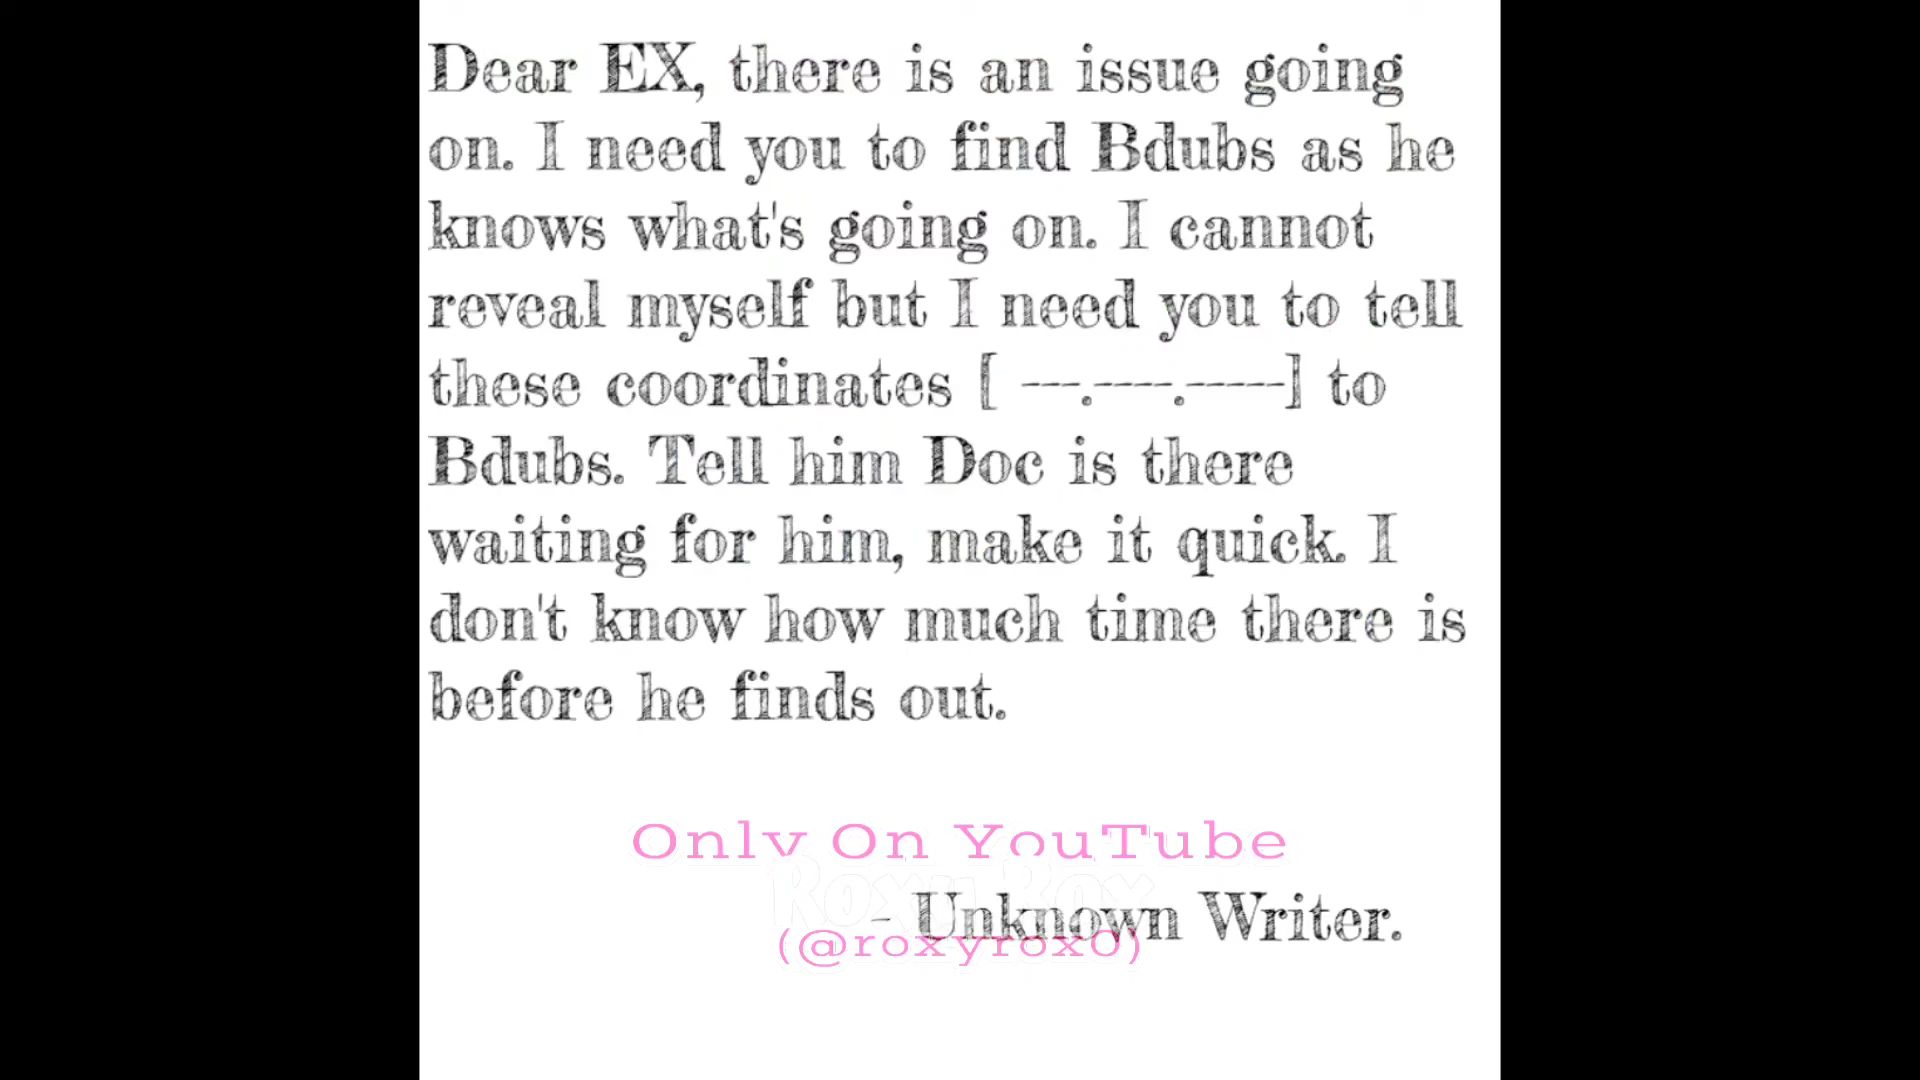 Dear EX, there is an issue going
on. I need you to find Bdubs as he
knows what's going on. I cannot
reveal myself but I need you to tell
these coordinates [ ---.----.-----] to
Bdubs. Tell him Doc is there
waiting for him, make it quick. I
don't know how much time there is
before he finds out.
Only On YouTube
Roxy Rox
- Unknown Writer.
(@roxyrox0)